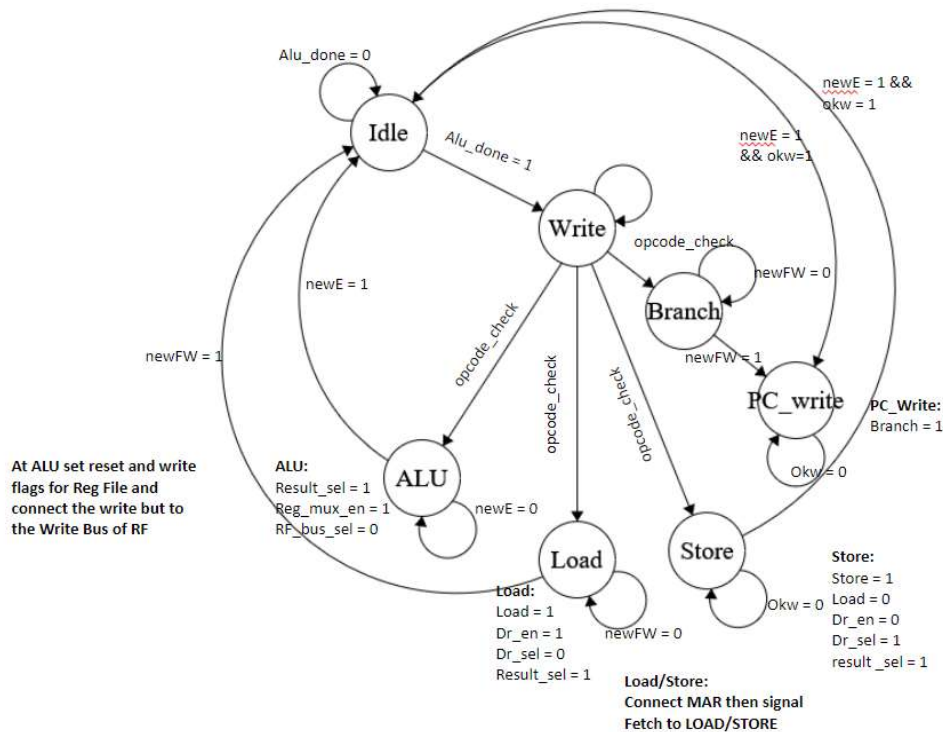 Alu_done = 0
Idle
Alu_done = 1
newE = 1 &&
okw = 1
newE = 1
&& okw=1
Write
opcode_check
newFW = 0
Branch
newE = 1
newFW = 1
newFW = 1
opcode_check
opcode_check
opcode_check
PC_write
PC_Write:
Branch = 1
Okw = 0
At ALU set reset and write
flags for Reg File and
connect the write but to
the Write Bus of RF
ALU:
Result_sel = 1
Reg_mux_en = 1
RF_bus_sel = 0
ALU
newE = 0
Load
Store
Load:
Load = 1
Dr_en = 1
Dr_sel = 0
Result_sel = 1
newFW = 0
Okw = 0
Store:
Store = 1
Load = 0
Dr_en = 0
Dr_sel = 1
result _sel = 1
Load/Store:
Connect MAR then signal
Fetch to LOAD/STORE